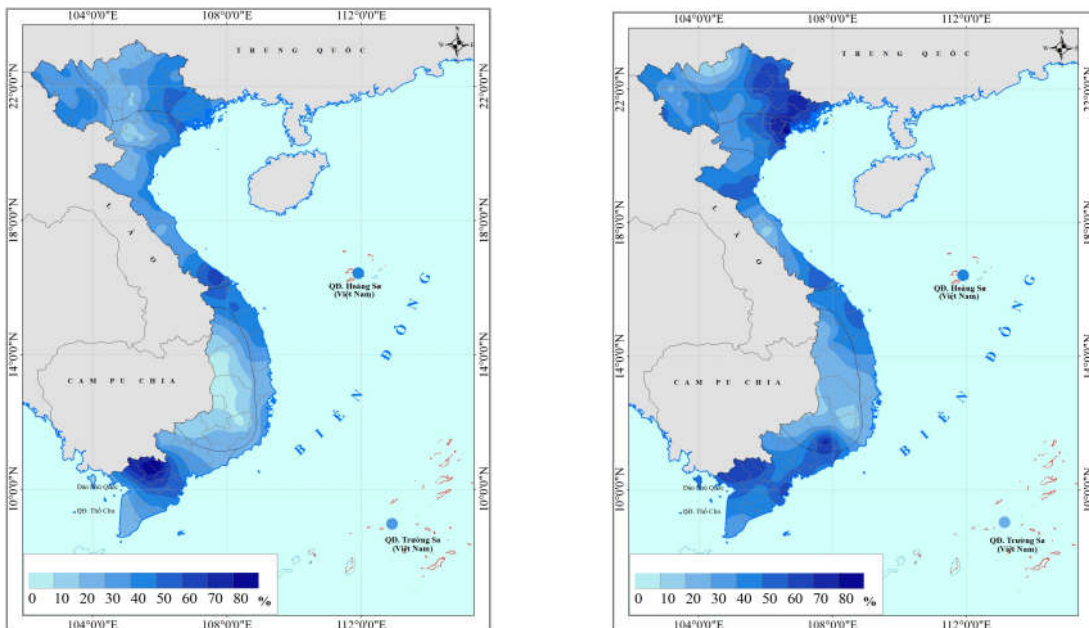 104°0'0"E 108°0'0"E 112°0'0"E
N
W E
S
TRUNG QUỐC
22°0'0"N
18°0'0"N
14°0'0"N
10°0'0"N
LÀO
QĐ. Hoàng Sa
(Việt Nam)
BIỂN ĐÔNG
CAM PU CHIA
QĐ. Thổ Chu
QĐ. Trường Sa
(Việt Nam)
0 10 20 30 40 50 60 70 80 %
104°0'0"E 108°0'0"E 112°0'0"E
104°0'0"E 108°0'0"E 112°0'0"E
N
W E
S
TRUNG QUỐC
22°0'0"N
18°0'0"N
14°0'0"N
10°0'0"N
LÀO
QĐ. Hoàng Sa
(Việt Nam)
BIỂN ĐÔNG
CAM PU CHIA
QĐ. Thổ Chu
QĐ. Trường Sa
(Việt Nam)
0 10 20 30 40 50 60 70 80 %
104°0'0"E 108°0'0"E 112°0'0"E